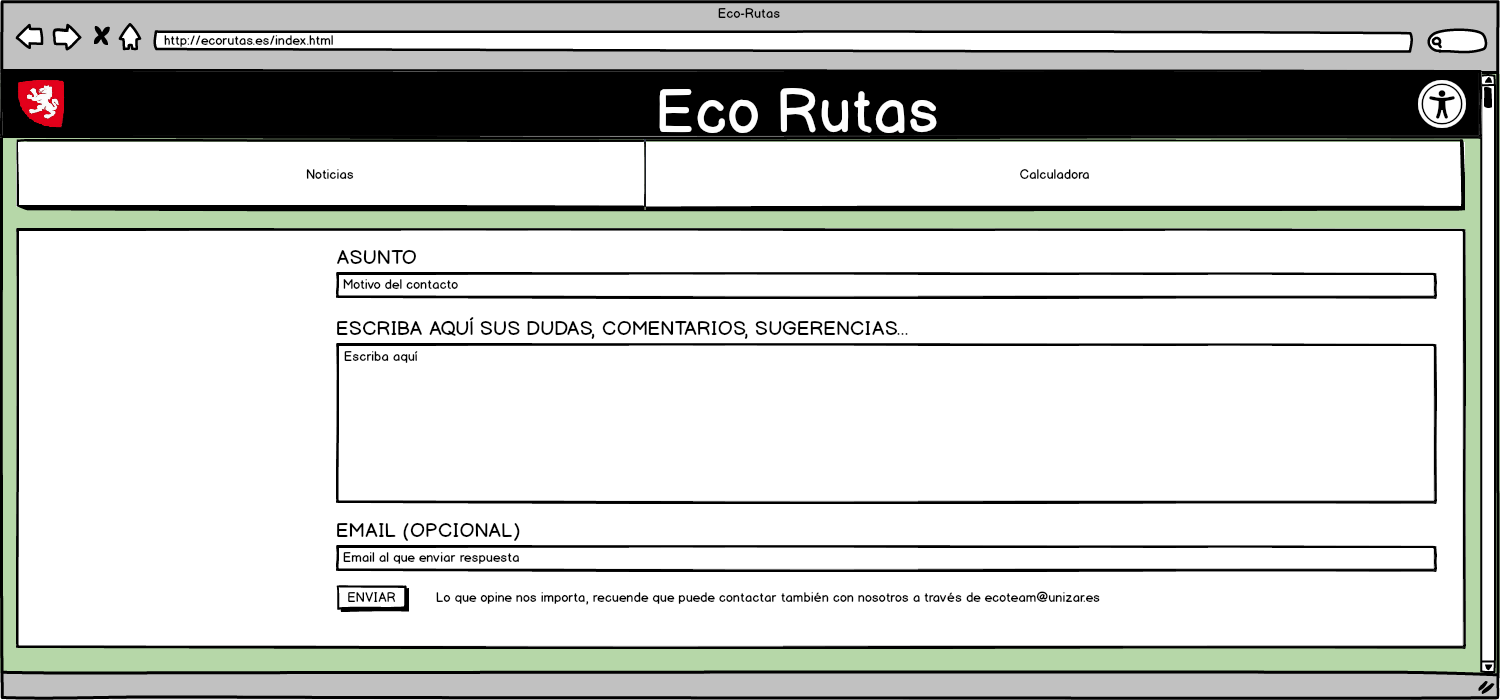 Eco-Rutas
http://ecorutas.es/index.html
Eco Rutas
Noticias
Calculadora
ASUNTO
Motivo del contacto
ESCRIBA AQUÍ SUS DUDAS, COMENTARIOS, SUGERENCIAS...
Escriba aquí
EMAIL (OPCIONAL)
Email al que enviar respuesta
ENVIAR
Lo que opine nos importa, recuende que puede contactar también con nosotros a través de ecoteam@unizar.es